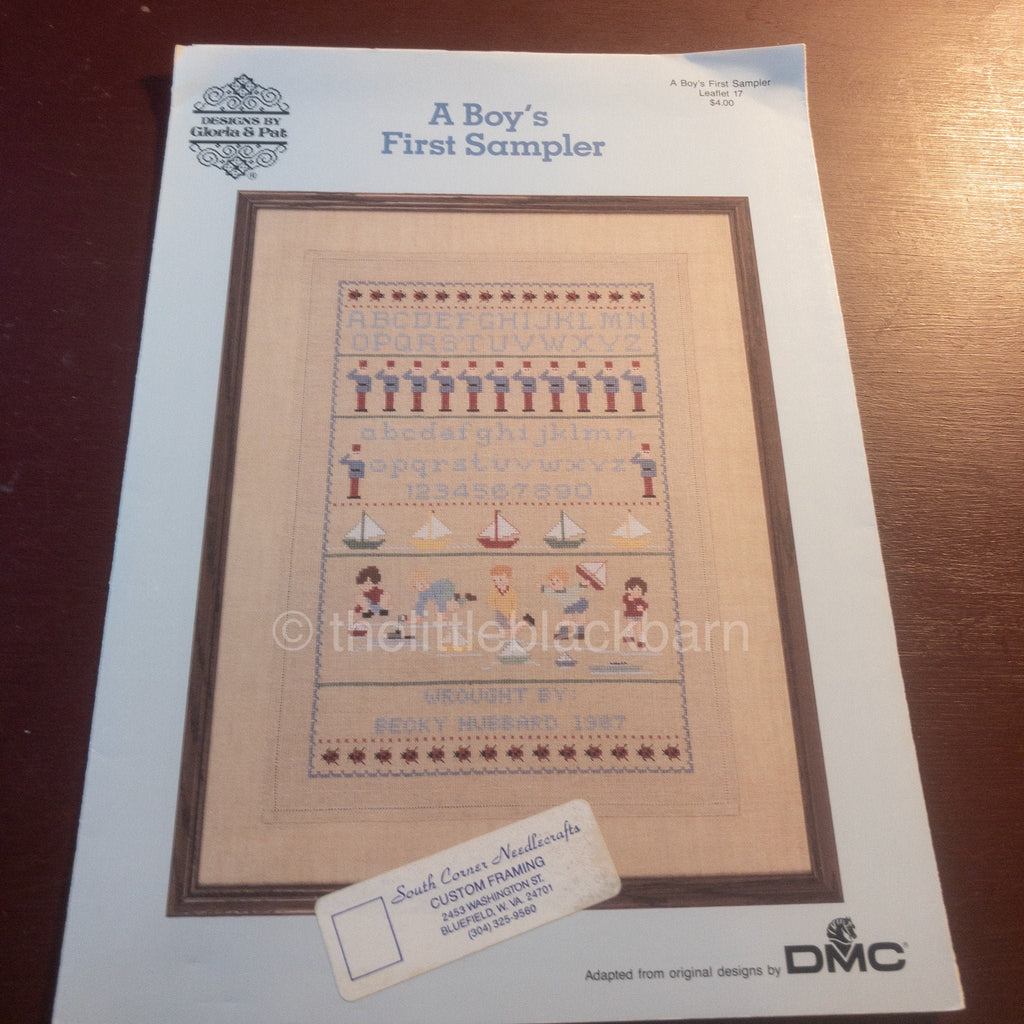 DESIGNS BY
Gloria & Pat
®
A Boy's First Sampler
Leaflet 17
$4.00
A Boy's
First Sampler
ABCDEFGHIJKLMN
OPQRSTUVWXYZ
abcdefghijklmn
opqrstuvwxyz
1234567890
© thelittleblackbarn
WROUGHT BY:
BECKY HUBBARD 1987
South Corner Needlecrafts
CUSTOM FRAMING
2453 WASHINGTON ST.
BLUEFIELD, W. VA. 24701
(304) 325-9560
Adapted from original designs by DMC®